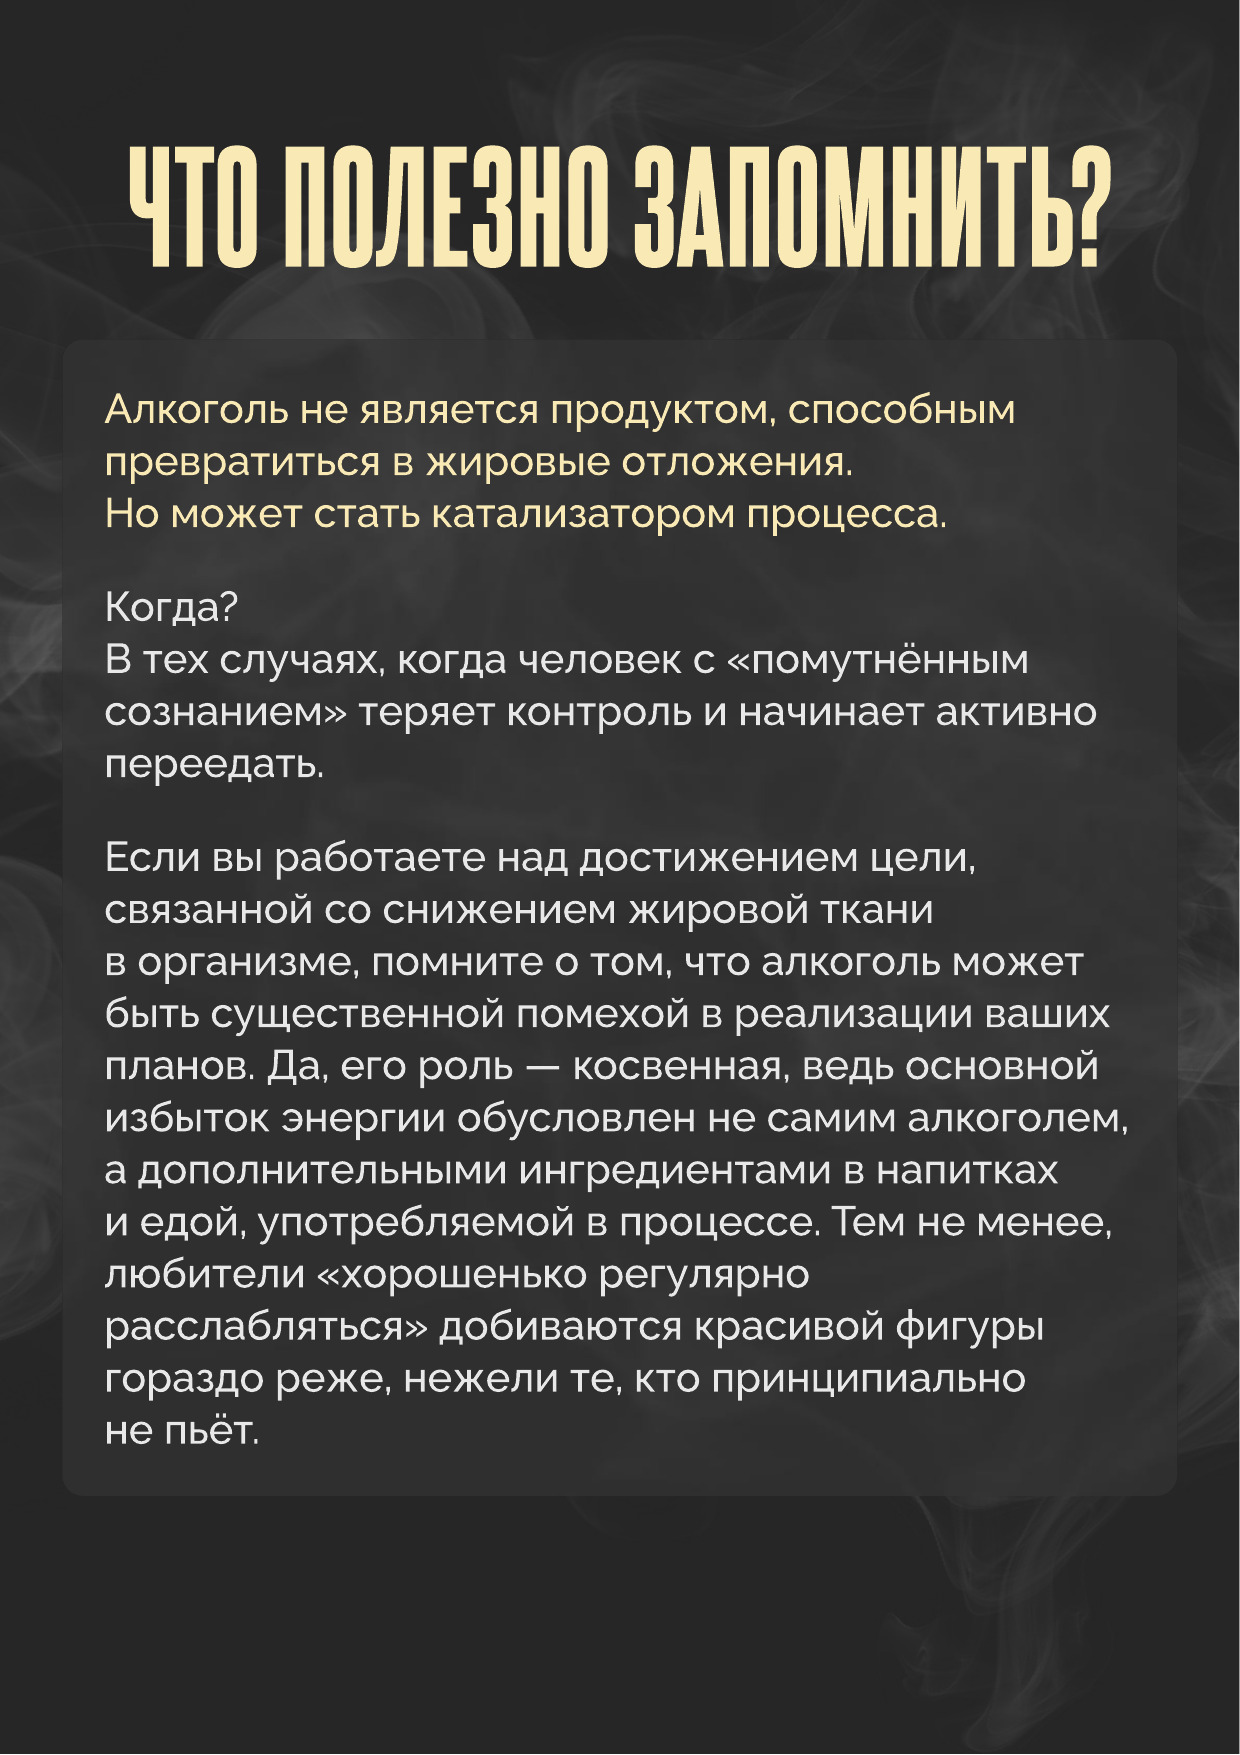 ЧТО ПОЛЕЗНО ЗАПОМНИТЬ?
Алкоголь не является продуктом, способным
превратиться в жировые отложения.
Но может стать катализатором процесса.
Когда?
В тех случаях, когда человек с «помутнённым
сознанием» теряет контроль и начинает активно
переедать.
Если вы работаете над достижением цели,
связанной со снижением жировой ткани
в организме, помните о том, что алкоголь может
быть существенной помехой в реализации ваших
планов. Да, его роль — косвенная, ведь основной
избыток энергии обусловлен не самим алкоголем,
а дополнительными ингредиентами в напитках
и едой, употребляемой в процессе. Тем не менее,
любители «хорошенько регулярно
расслабляться» добиваются красивой фигуры
гораздо реже, нежели те, кто принципиально
не пьёт.